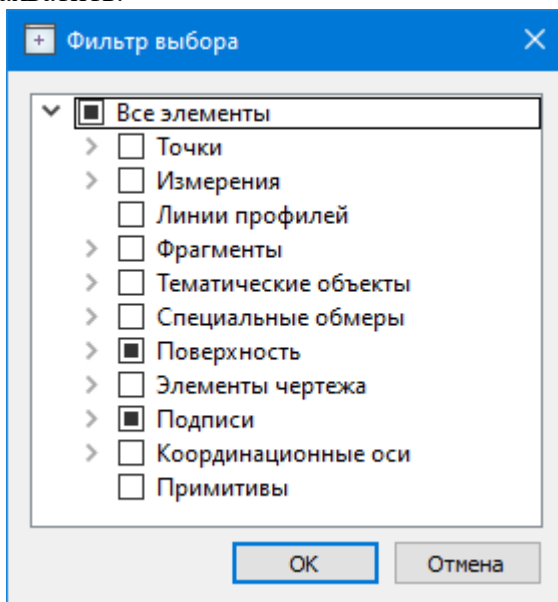 Фильтр выбора
Все элементы
Точки
Измерения
Линии профилей
Фрагменты
Тематические объекты
Специальные обмеры
Поверхность
Элементы чертежа
Подписи
Координационные оси
Примитивы
ОК Отмена